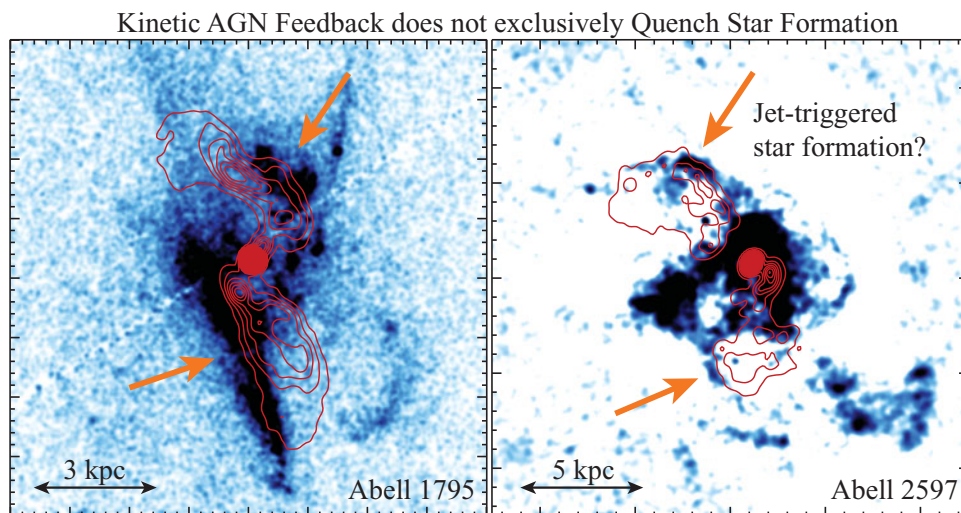 Kinetic AGN Feedback does not exclusively Quench Star Formation
3 kpc
Abell 1795
Jet-triggered
star formation?
5 kpc
Abell 2597